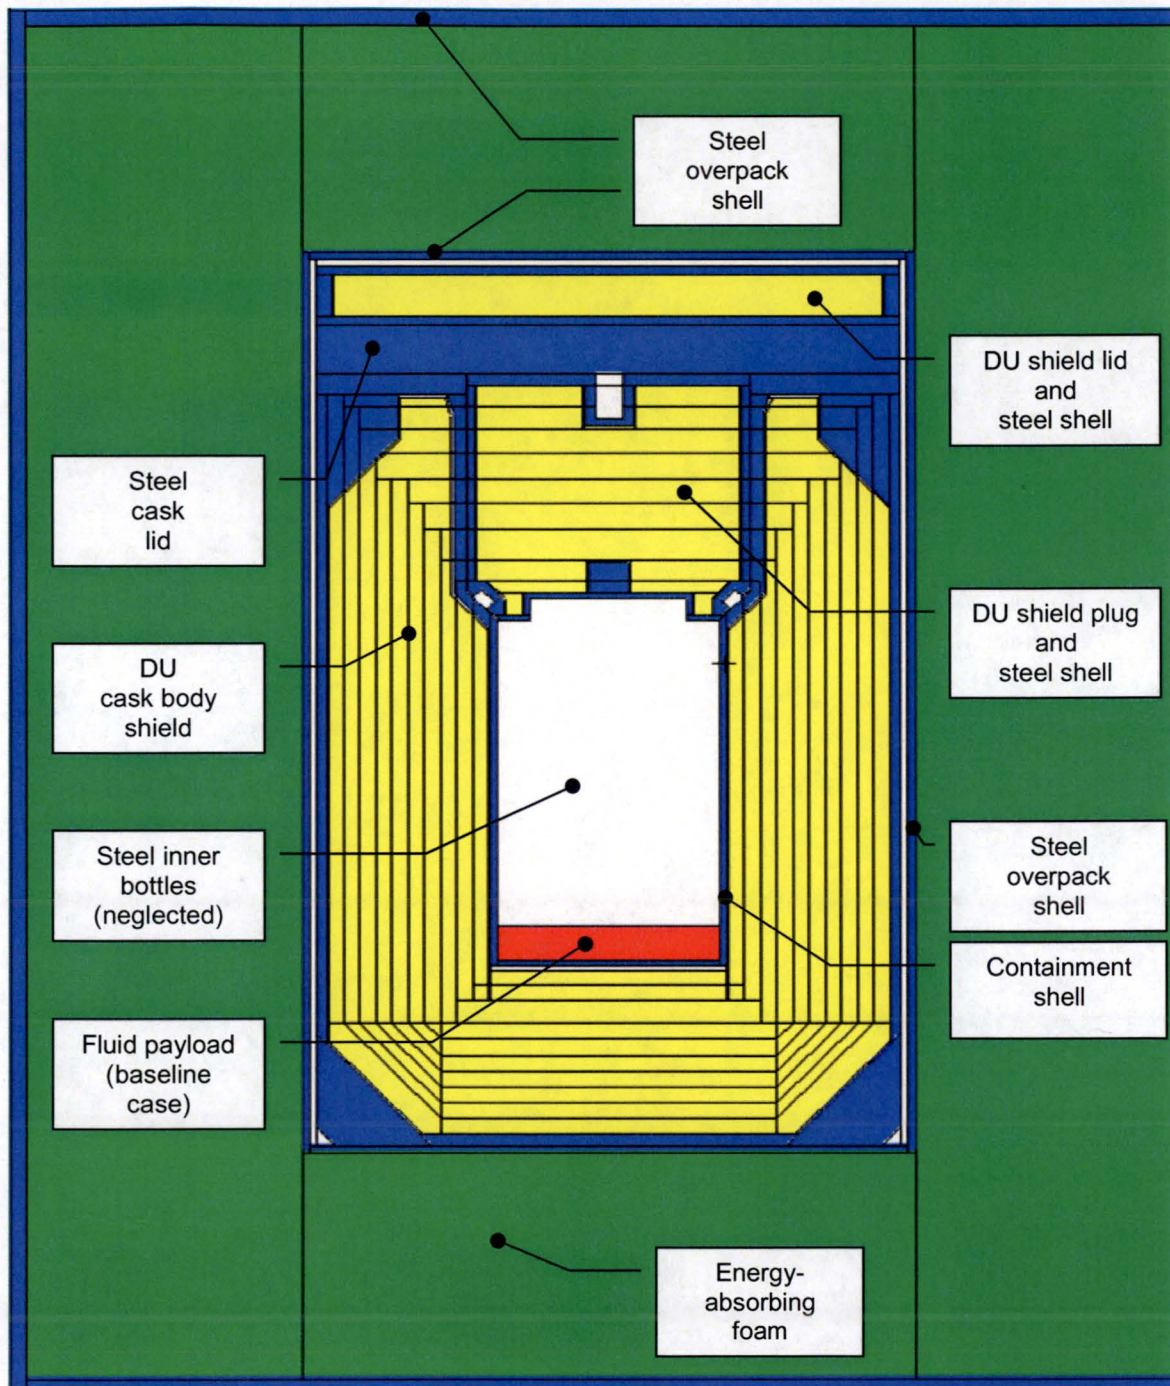 Steel
overpack
shell
DU shield lid
and
steel shell
Steel
cask
lid
DU shield plug
and
steel shell
DU
cask body
shield
Steel inner
bottles
(neglected)
Steel
overpack
shell
Containment
shell
Fluid payload
(baseline
case)
Energy-
absorbing
foam